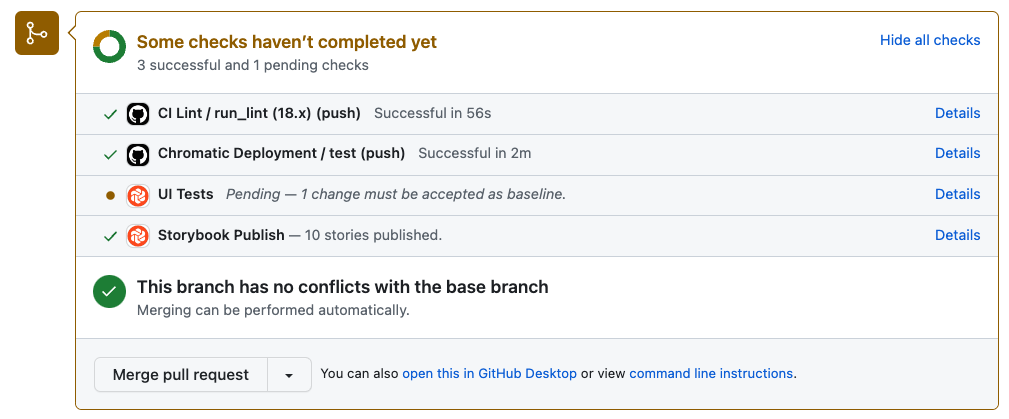 Some checks haven’t completed yet
Hide all checks
3 successful and 1 pending checks
CI Lint / run_lint (18.x) (push) Successful in 56s Details
Chromatic Deployment / test (push) Successful in 2m Details
UI Tests Pending — 1 change must be accepted as baseline. Details
Storybook Publish — 10 stories published. Details
This branch has no conflicts with the base branch
Merging can be performed automatically.
Merge pull request You can also open this in GitHub Desktop or view command line instructions.